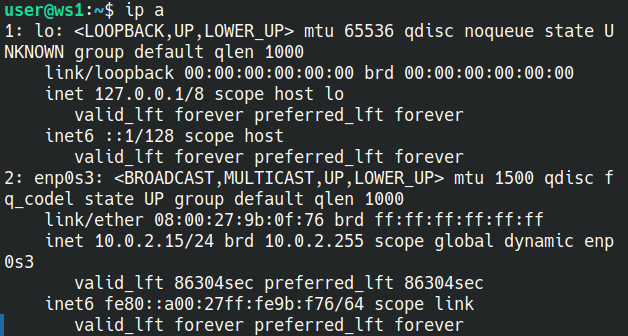 user@ws1:~$ ip a
1: lo: <LOOPBACK,UP,LOWER_UP> mtu 65536 qdisc noqueue state U
NKNOWN group default qlen 1000
    link/loopback 00:00:00:00:00:00 brd 00:00:00:00:00:00
    inet 127.0.0.1/8 scope host lo
       valid_lft forever preferred_lft forever
    inet6 ::1/128 scope host
       valid_lft forever preferred_lft forever
2: enp0s3: <BROADCAST,MULTICAST,UP,LOWER_UP> mtu 1500 qdisc f
q_codel state UP group default qlen 1000
    link/ether 08:00:27:9b:0f:76 brd ff:ff:ff:ff:ff:ff
    inet 10.0.2.15/24 brd 10.0.2.255 scope global dynamic enp
0s3
       valid_lft 86304sec preferred_lft 86304sec
    inet6 fe80::a00:27ff:fe9b:f76/64 scope link
       valid_lft forever preferred_lft forever